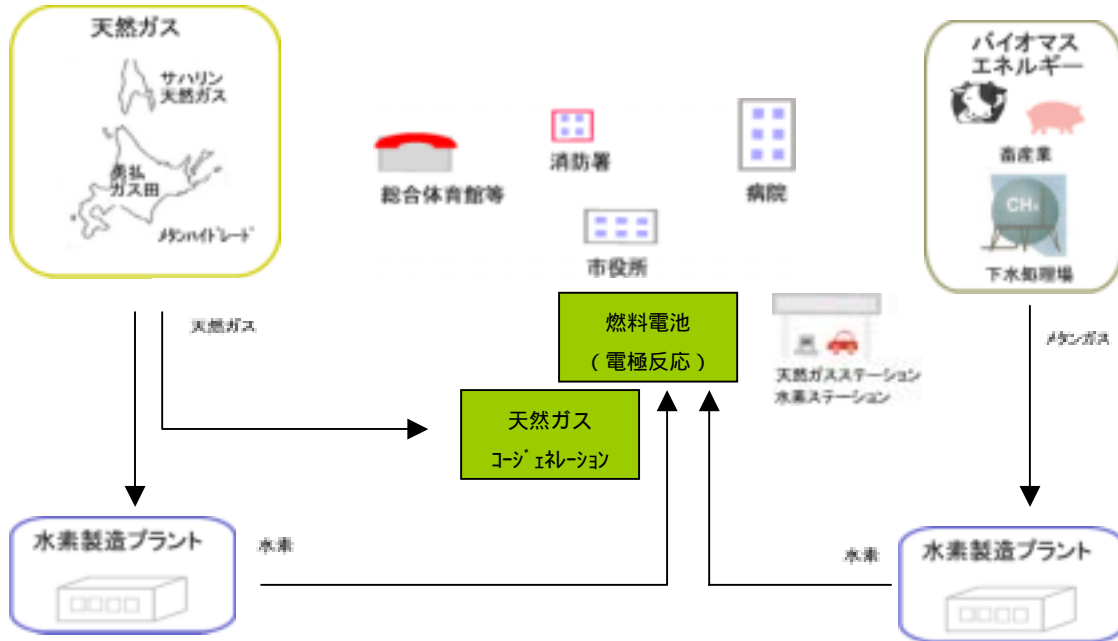 天然ガス
サハリン
天然ガス
勇払
ガス田
ﾒﾀﾝﾊｲﾄﾞﾚｰﾄﾞ
総合体育館等
消防署
病院
市役所
バイオマス
エネルギー
畜産業
CH₄
下水処理場
天然ガス
燃料電池
(電極反応)
天然ガスステーション
水素ステーション
メタンガス
天然ガス
ｺｰｼﾞｪﾈﾚｰｼｮﾝ
水素製造プラント
水素
水素
水素製造プラント